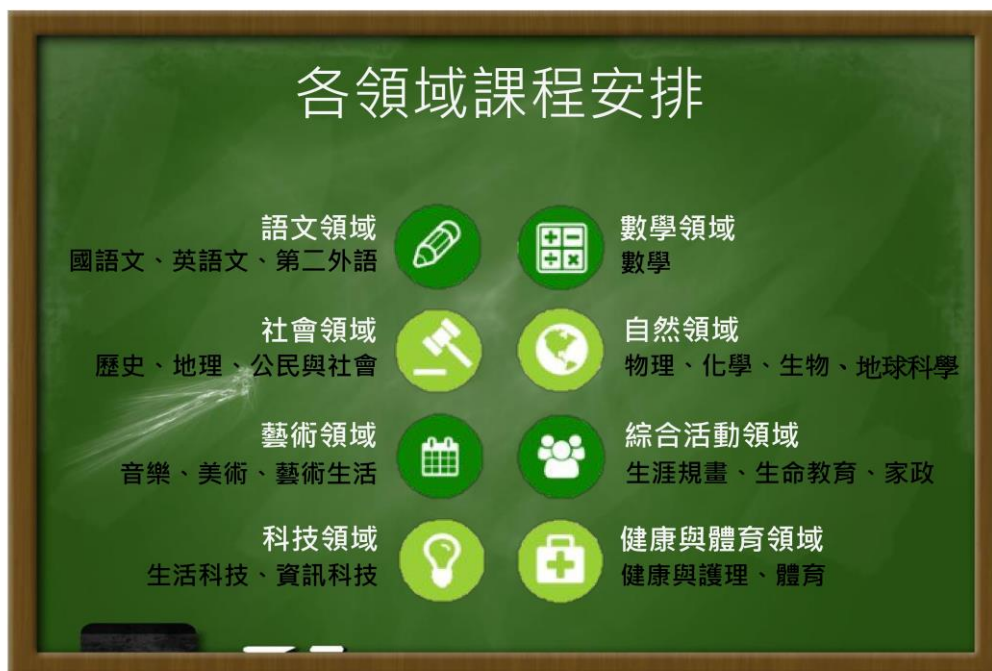 各領域課程安排
語文領域
國語文、英語文、第二外語
數學領域
數學
社會領域
歷史、地理、公民與社會
自然領域
物理、化學、生物、地球科學
藝術領域
音樂、美術、藝術生活
綜合活動領域
生涯規畫、生命教育、家政
科技領域
生活科技、資訊科技
健康與體育領域
健康與護理、體育